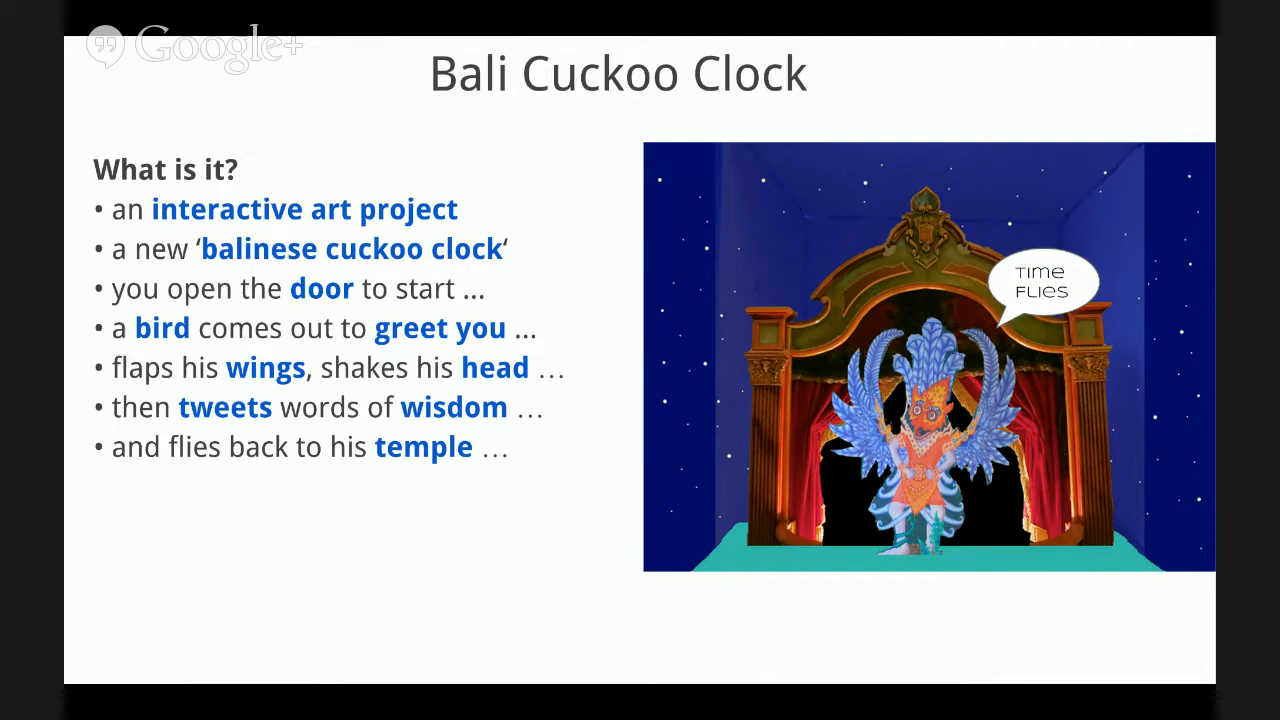 Google+
Bali Cuckoo Clock
What is it?
• an interactive art project
• a new ‘balinese cuckoo clock‘
• you open the door to start ...
• a bird comes out to greet you ...
• flaps his wings, shakes his head …
• then tweets words of wisdom …
• and flies back to his temple …
TIME
FLIES